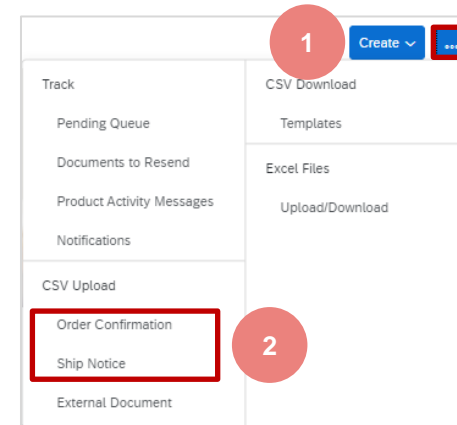 1
Create
...
Track
CSV Download
Pending Queue
Templates
Documents to Resend
Excel Files
Product Activity Messages
Upload/Download
Notifications
CSV Upload
Order Confirmation
2
Ship Notice
External Document